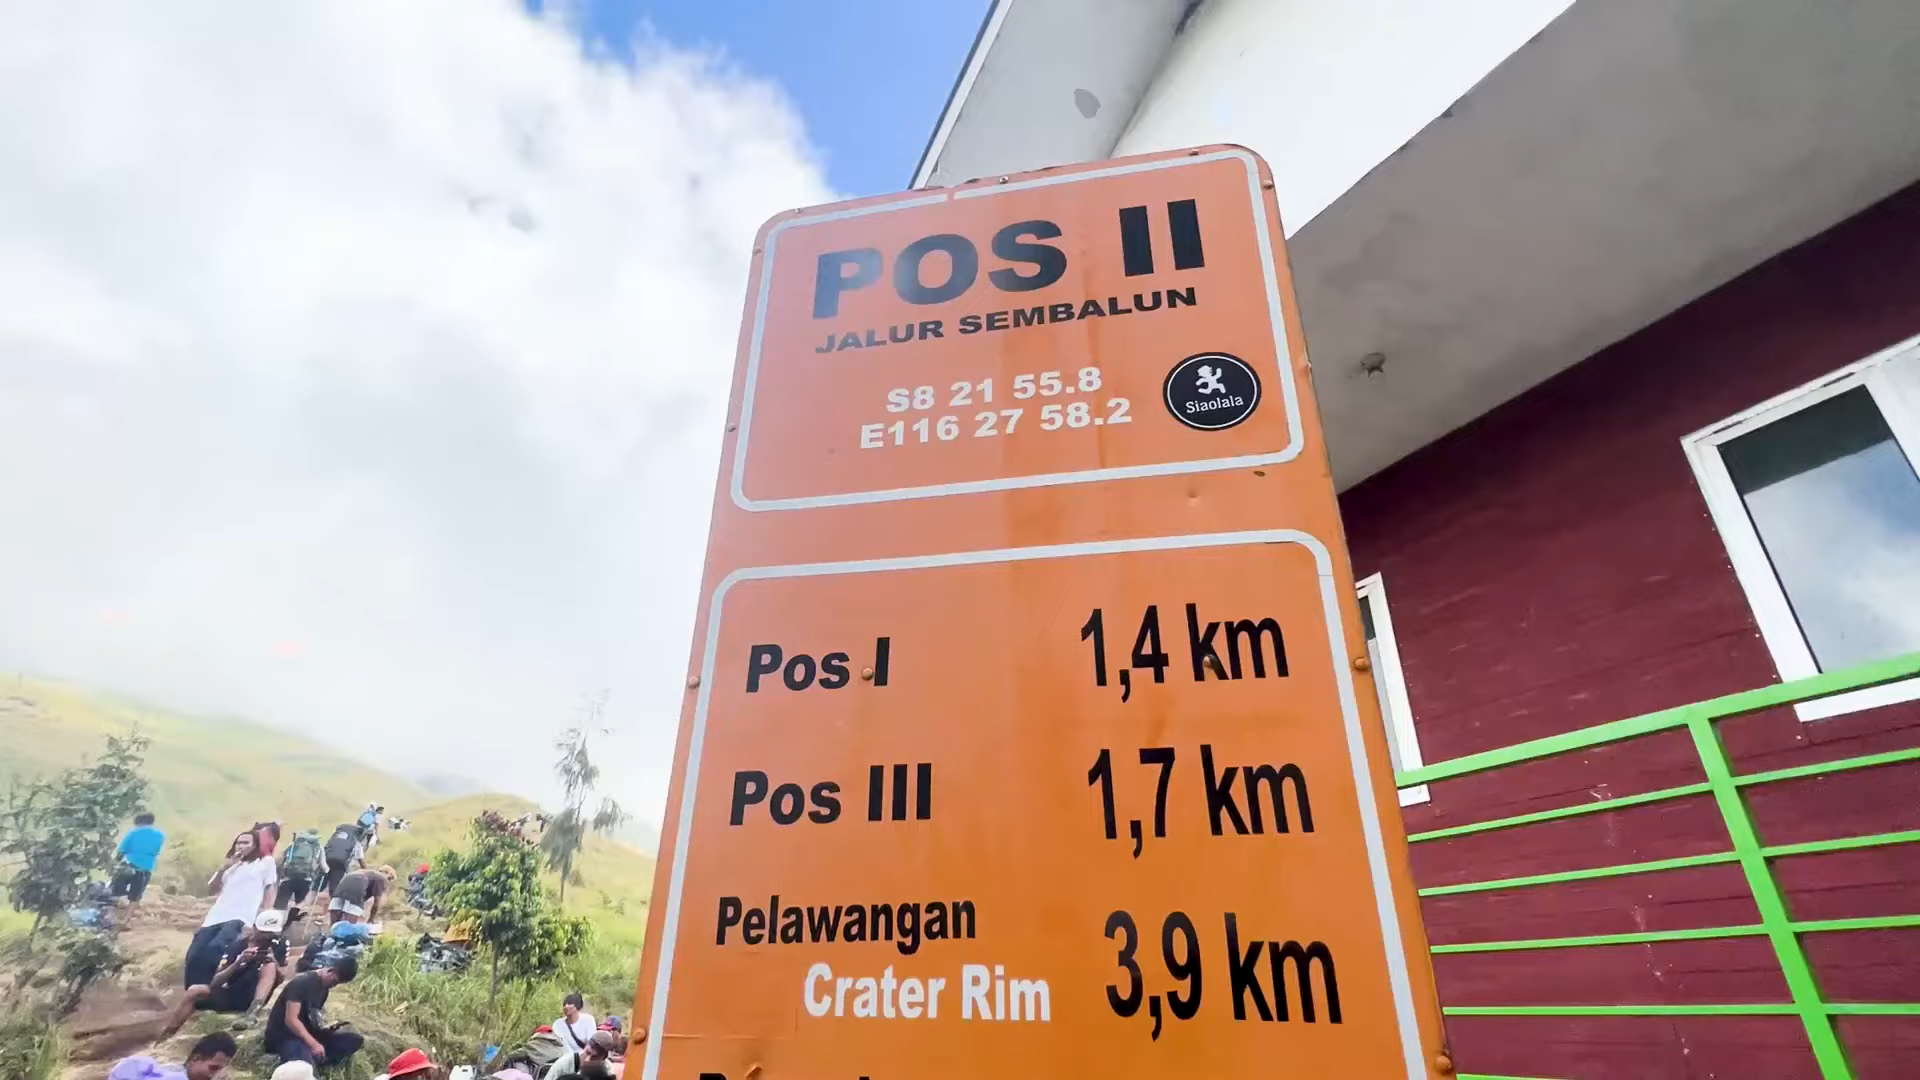 POS II
JALUR SEMBALUN
S8 21 55.8
E116 27 58.2
Siaolala
Pos I 1,4 km
Pos III 1,7 km
Pelawangan
Crater Rim 3,9 km